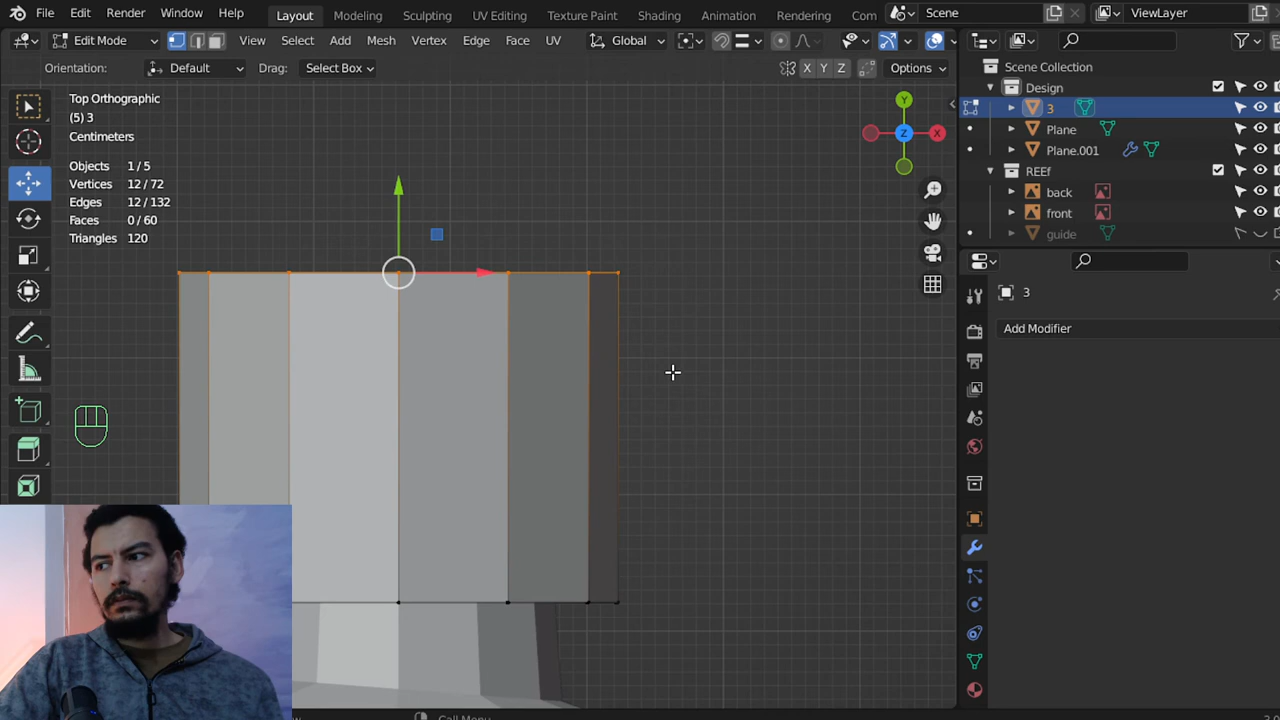 File Edit Render Window Help Layout Modeling Sculpting UV Editing Texture Paint Shading Animation Rendering Com Scene ViewLayer
Edit Mode View Select Add Mesh Vertex Edge Face UV Global
Orientation: Default Drag: Select Box X Y Z Options
Top Orthographic
(5) 3
Centimeters
Objects 1 / 5
Vertices 12 / 72
Edges 12 / 132
Faces 0 / 60
Triangles 120
Y
Z X
Scene Collection
Design
3
Plane
Plane.001
REEf
back
front
guide
3
Add Modifier
Call Menu